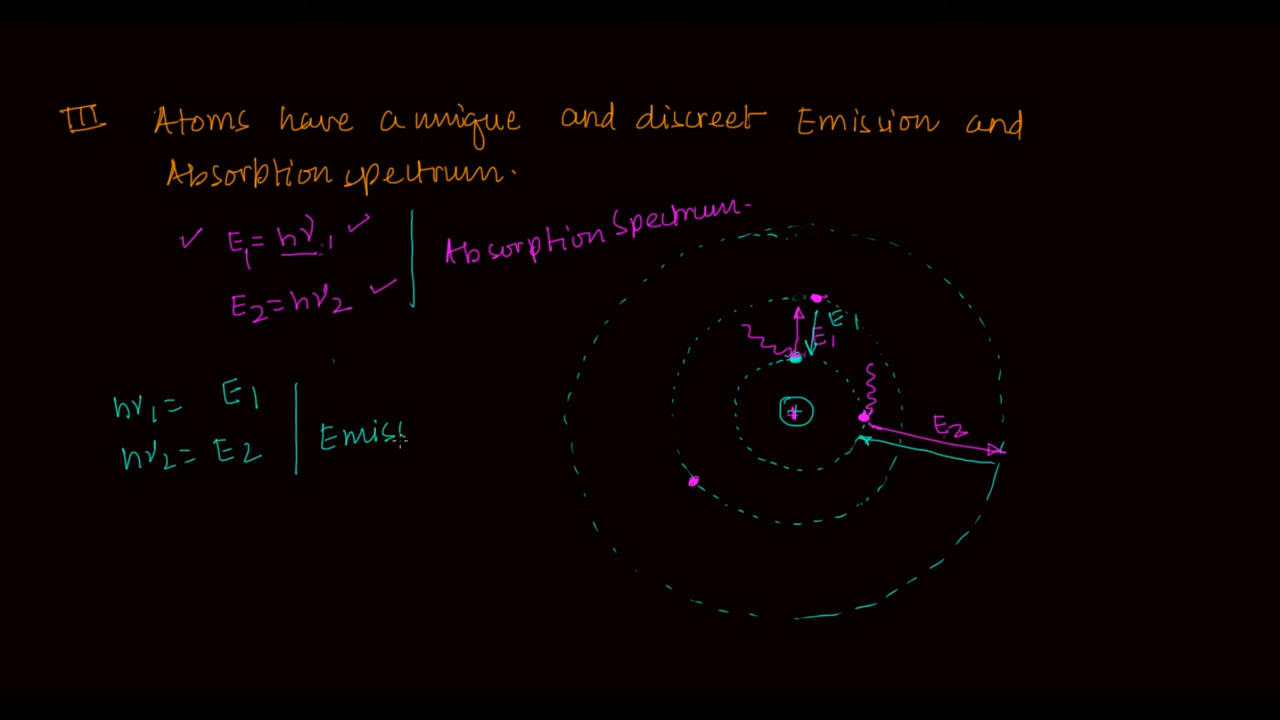 III Atoms have a unique and discreet Emission and
Absorption spectrum.
✓ E₁ = hν₁ ✓
E₂ = hν₂ ✓
Absorption Spectrum.
hν₁ = E₁
hν₂ = E₂
Emiss
E₁
E₁
E₂
+